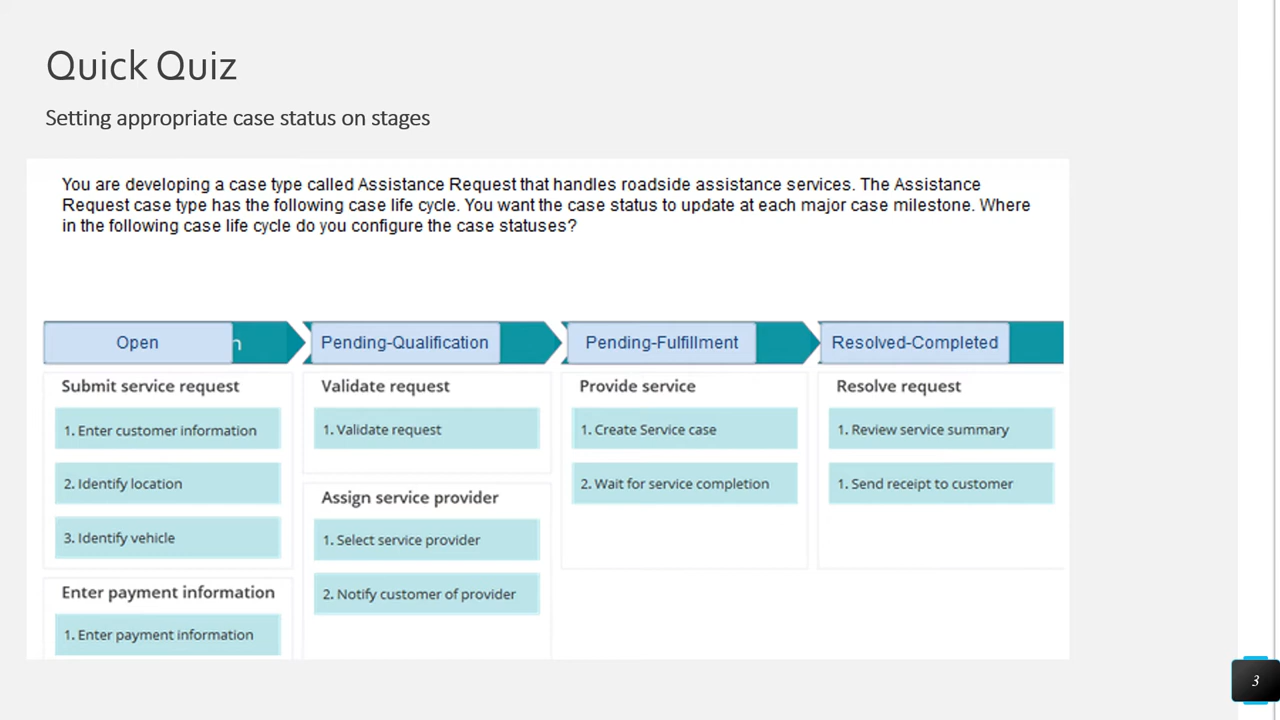 Quick Quiz
Setting appropriate case status on stages
You are developing a case type called Assistance Request that handles roadside assistance services. The Assistance
Request case type has the following case life cycle. You want the case status to update at each major case milestone. Where
in the following case life cycle do you configure the case statuses?
Open
Pending-Qualification
Pending-Fulfillment
Resolved-Completed
Submit service request
1. Enter customer information
2. Identify location
3. Identify vehicle
Enter payment information
1. Enter payment information
Validate request
1. Validate request
Assign service provider
1. Select service provider
2. Notify customer of provider
Provide service
1. Create Service case
2. Wait for service completion
Resolve request
1. Review service summary
1. Send receipt to customer
3